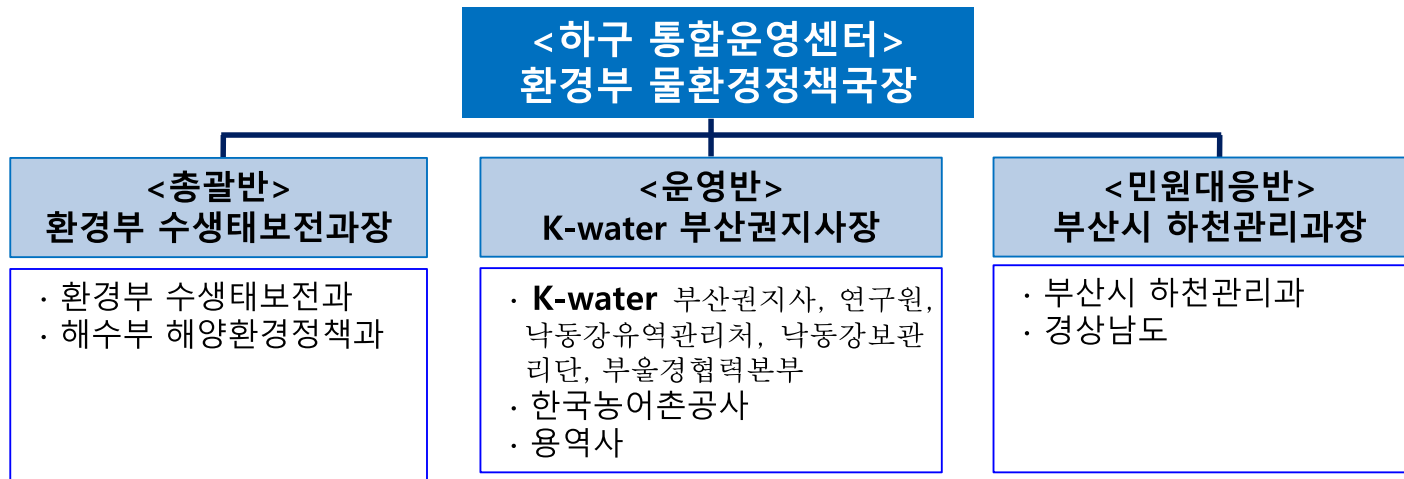 <하구 통합운영센터>
환경부 물환경정책국장
<총괄반>
환경부 수생태보전과장
· 환경부 수생태보전과
· 해수부 해양환경정책과
<운영반>
K-water 부산권지사장
· K-water 부산권지사, 연구원,
낙동강유역관리처, 낙동강보관
리단, 부울경협력본부
· 한국농어촌공사
· 용역사
<민원대응반>
부산시 하천관리과장
· 부산시 하천관리과
· 경상남도